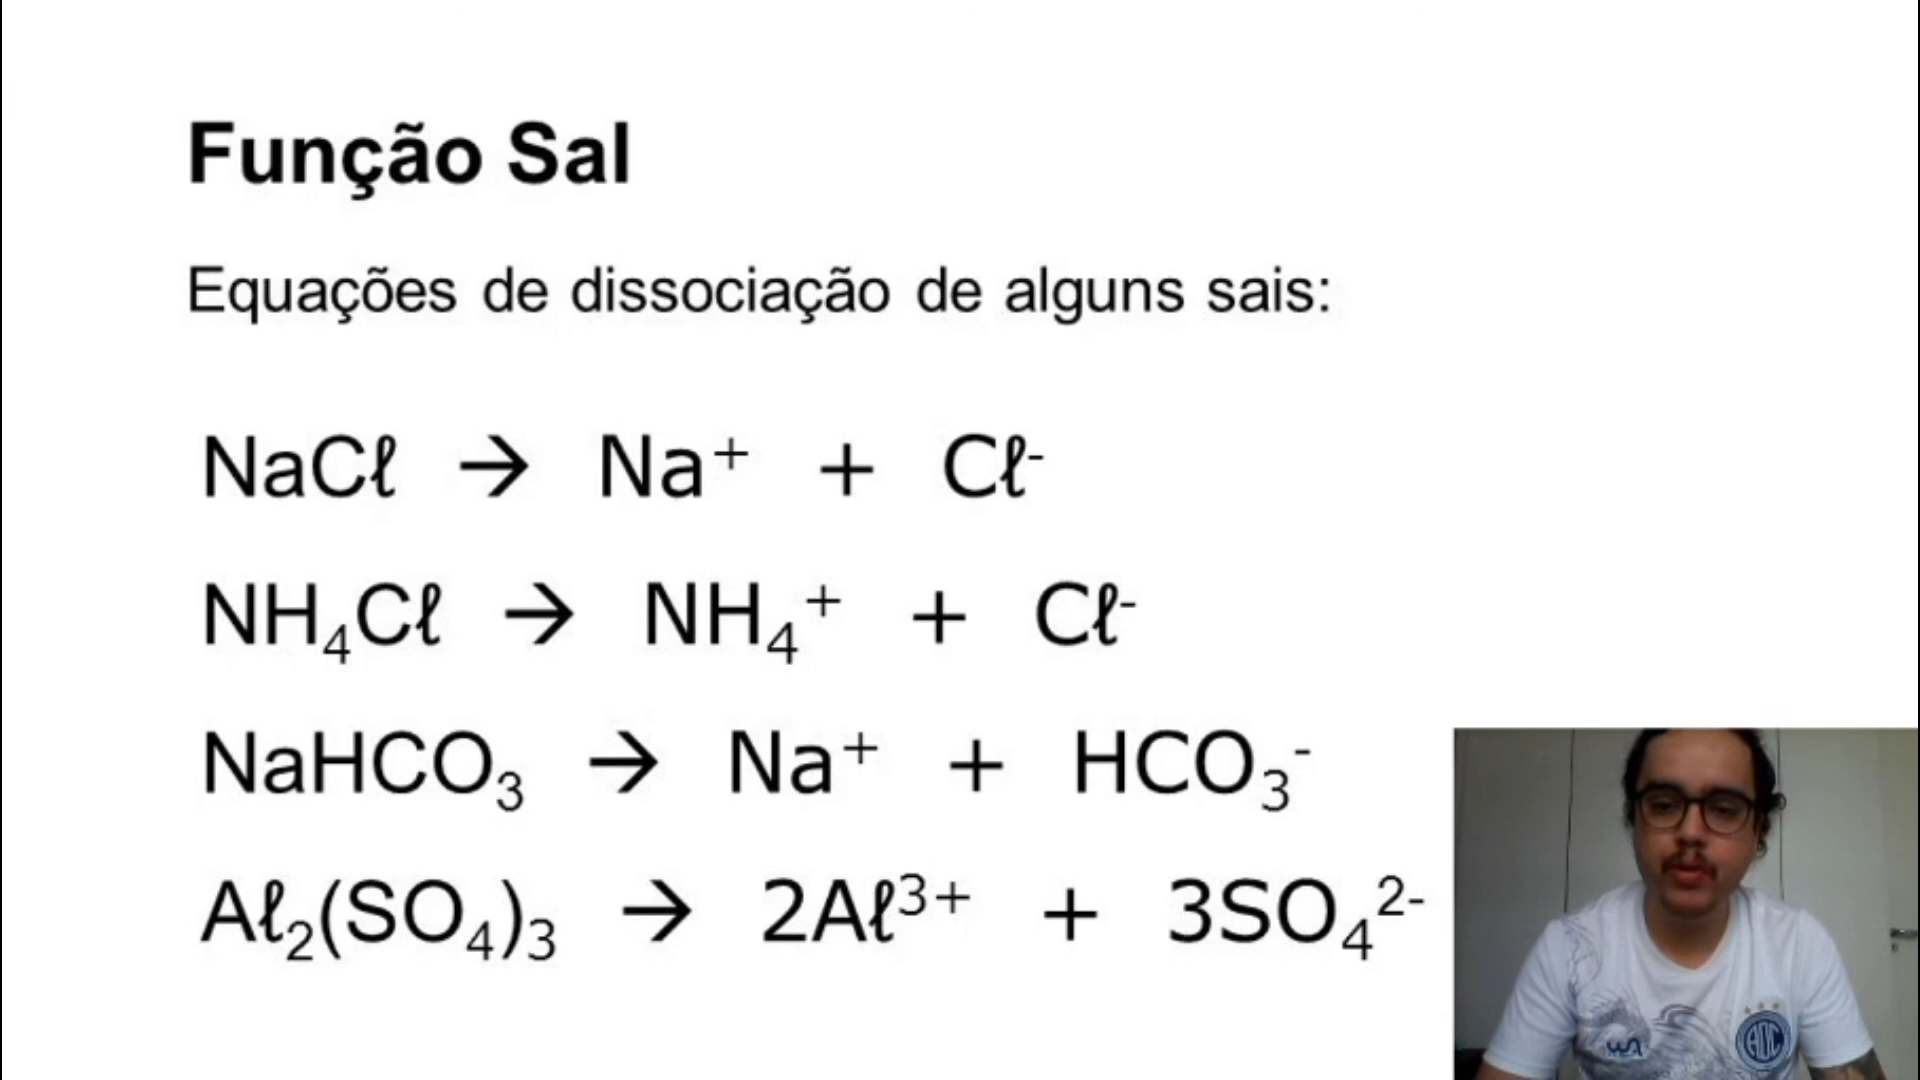 Função Sal
Equações de dissociação de alguns sais:
NaCℓ → Na⁺ + Cℓ⁻
NH₄Cℓ → NH₄⁺ + Cℓ⁻
NaHCO₃ → Na⁺ + HCO₃⁻
Aℓ₂(SO₄)₃ → 2Aℓ³⁺ + 3SO₄²⁻